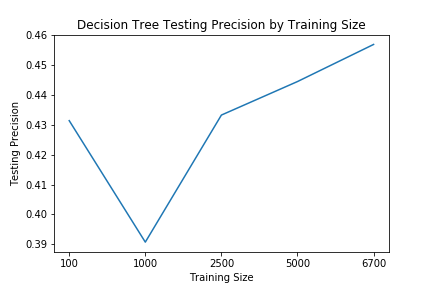 Decision Tree Testing Precision by Training Size
0.46
0.45
0.44
0.43
0.42
0.41
0.40
0.39
Testing Precision
100 1000 2500 5000 6700
Training Size